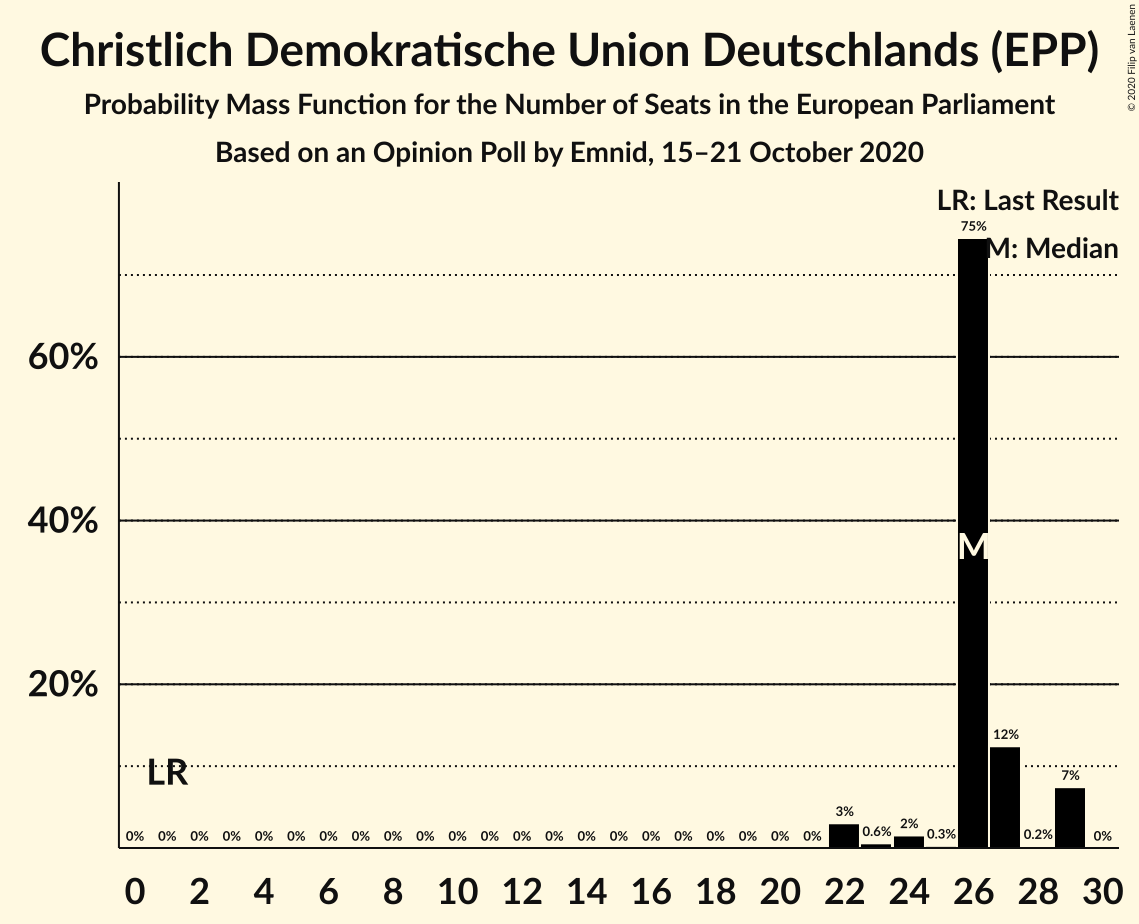 Christlich Demokratische Union Deutschlands (EPP)
Probability Mass Function for the Number of Seats in the European Parliament
Based on an Opinion Poll by Emnid, 15–21 October 2020
© 2020 Filip van Laenen
LR: Last Result
M: Median
75%
60%
40%
M
20%
12%
LR
7%
3%
0.6%
2%
0.3%
0.2%
0% 0% 0% 0% 0% 0% 0% 0% 0% 0% 0% 0% 0% 0% 0% 0% 0% 0% 0% 0% 0% 0% 0%
0 2 4 6 8 10 12 14 16 18 20 22 24 26 28 30